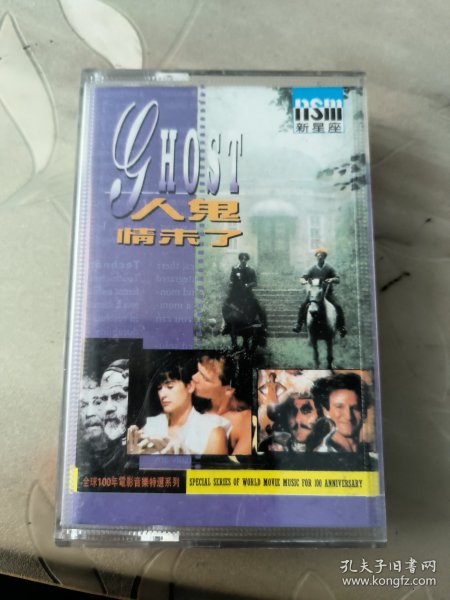 nsm
新星座
GHOST
人鬼
情未了
全球100年電影音樂特選系列
SPECIAL SERIES OF WORLD MOVIE MUSIC FOR 100 ANNIVERSARY
孔夫子旧书网
www.kongfz.com